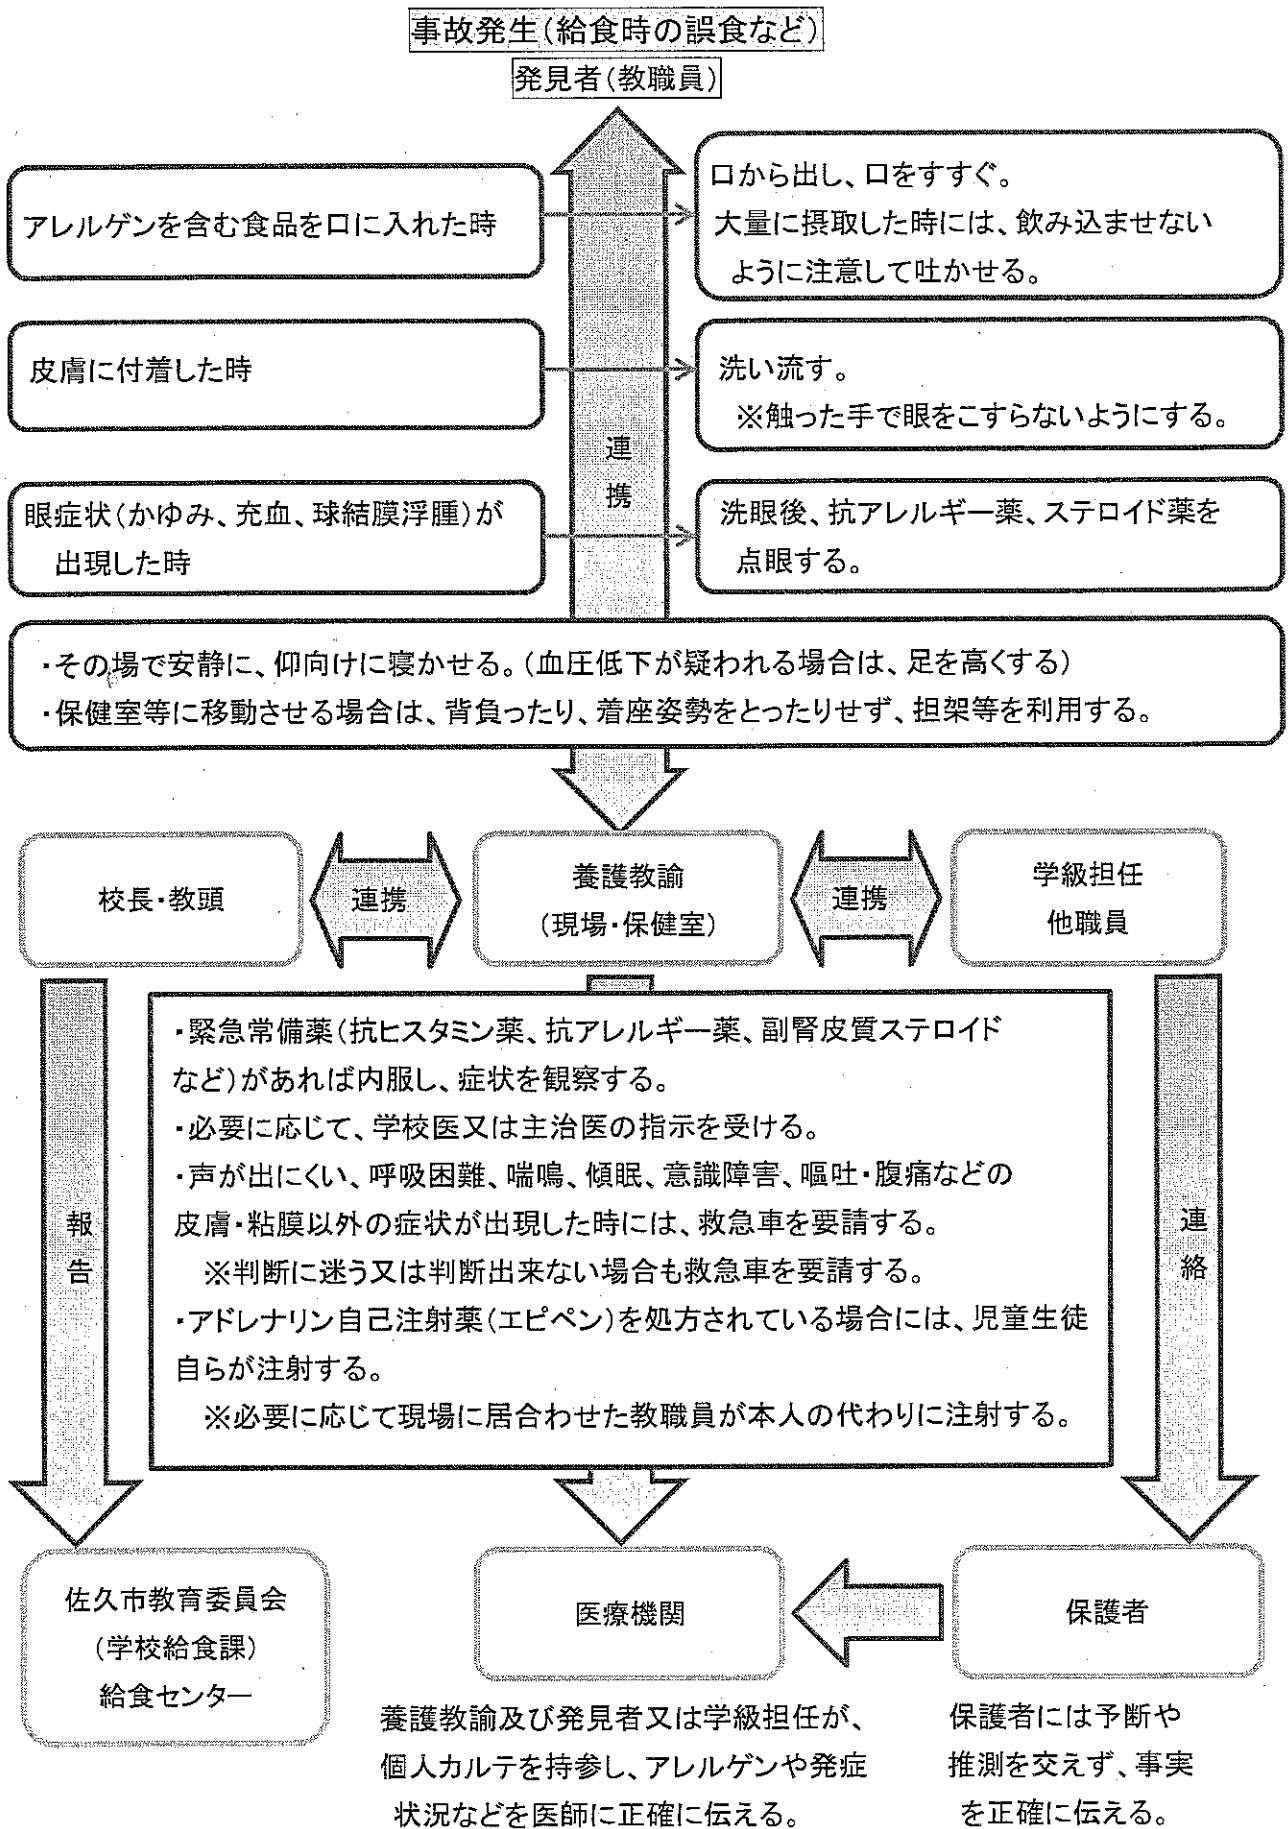 事故発生(給食時の誤食など)
発見者(教職員)
アレルゲンを含む食品を口に入れた時
口から出し、口をすすぐ。
大量に摂取した時には、飲み込ませない
ように注意して吐かせる。
皮膚に付着した時
洗い流す。
※触った手で眼をこすらないようにする。
連
携
眼症状(かゆみ、充血、球結膜浮腫)が
出現した時
洗眼後、抗アレルギー薬、ステロイド薬を
点眼する。
・その場で安静に、仰向けに寝かせる。(血圧低下が疑われる場合は、足を高くする)
・保健室等に移動させる場合は、背負ったり、着座姿勢をとったりせず、担架等を利用する。
校長・教頭
連携
養護教諭
(現場・保健室)
連携
学級担任
他職員
・緊急常備薬(抗ヒスタミン薬、抗アレルギー薬、副腎皮質ステロイド
など)があれば内服し、症状を観察する。
・必要に応じて、学校医又は主治医の指示を受ける。
・声が出にくい、呼吸困難、喘鳴、傾眠、意識障害、嘔吐・腹痛などの
皮膚・粘膜以外の症状が出現した時には、救急車を要請する。
※判断に迷う又は判断出来ない場合も救急車を要請する。
・アドレナリン自己注射薬(エピペン)を処方されている場合には、児童生徒
自らが注射する。
※必要に応じて現場に居合わせた教職員が本人の代わりに注射する。
報
告
連
絡
佐久市教育委員会
(学校給食課)
給食センター
医療機関
保護者
養護教諭及び発見者又は学級担任が、
個人カルテを持参し、アレルゲンや発症
状況などを医師に正確に伝える。
保護者には予断や
推測を交えず、事実
を正確に伝える。